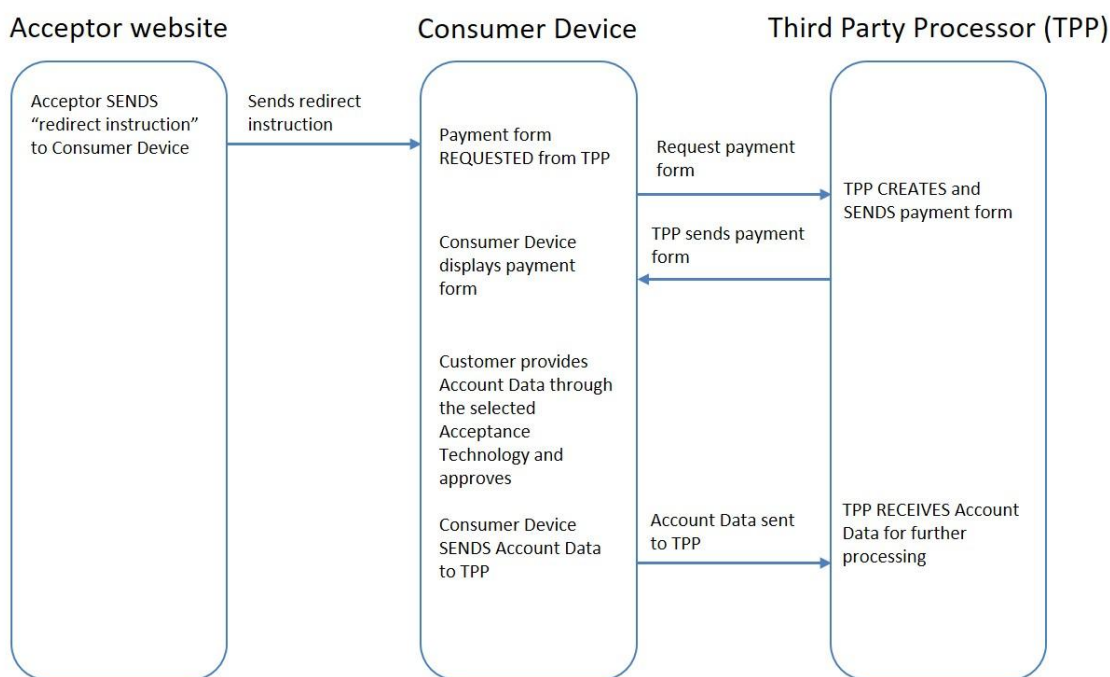 Acceptor website
Consumer Device
Third Party Processor (TPP)
Acceptor SENDS
“redirect instruction”
to Consumer Device
Sends redirect
instruction
Payment form
REQUESTED from TPP
Request payment
form
TPP CREATES and
SENDS payment form
TPP sends payment
form
Consumer Device
displays payment
form
Customer provides
Account Data through
the selected
Acceptance
Technology and
approves
Consumer Device
SENDS Account Data
to TPP
Account Data sent
to TPP
TPP RECEIVES Account
Data for further
processing